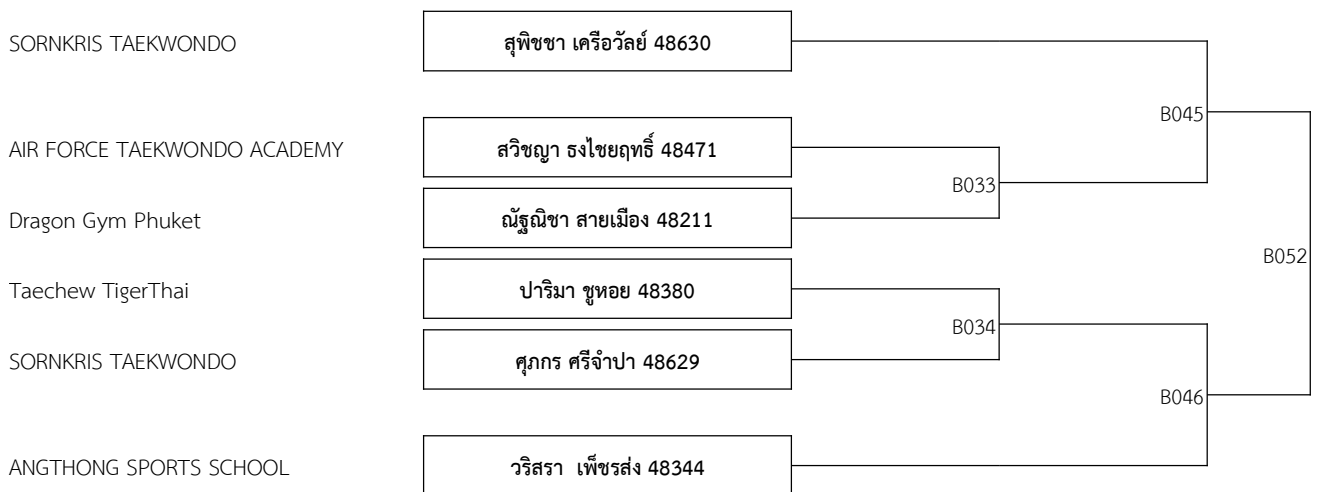 SORNKRIS TAEKWONDO สุพิชชา เครือวัลย์ 48630
B045
AIR FORCE TAEKWONDO ACADEMY สวิชญา ธงไชยฤทธิ์ 48471
B033
Dragon Gym Phuket ณัฐณิชา สายเมือง 48211
B052
Taechew TigerThai ปาริมา ชูหอย 48380
B034
SORNKRIS TAEKWONDO ศุภกร ศรีจำปา 48629
B046
ANGTHONG SPORTS SCHOOL วริสรา เพ็ชรส่ง 48344